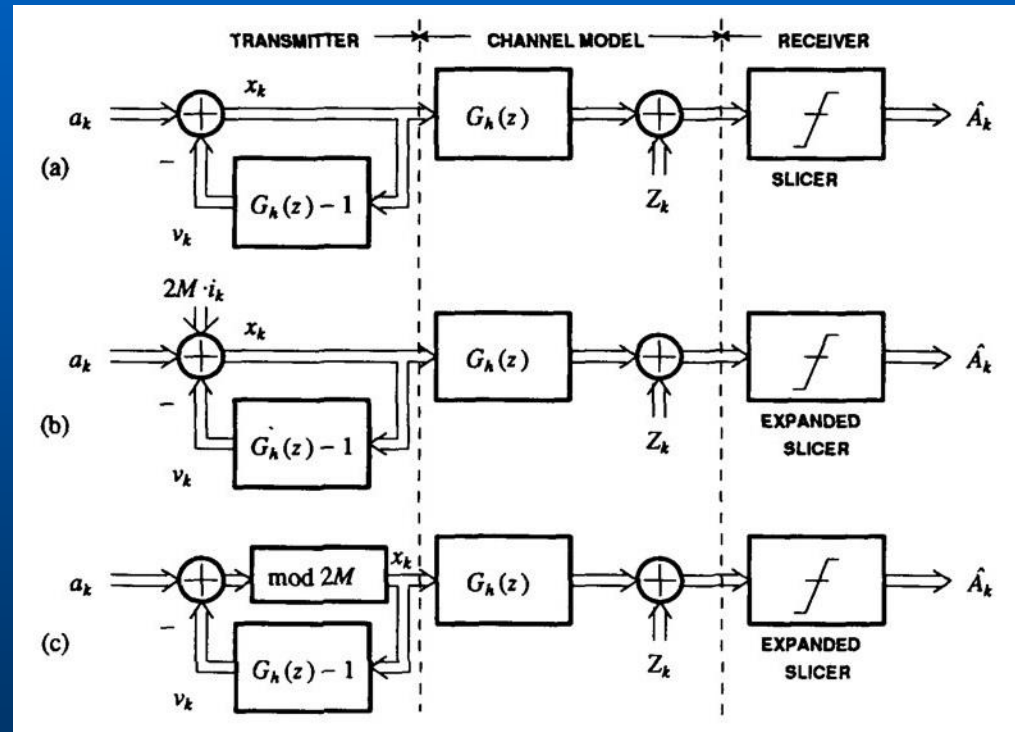 TRANSMITTER CHANNEL MODEL RECEIVER
x_k
a_k + G_h(z) + Â_k
−
(a)
G_h(z) − 1
SLICER
v_k Z_k
2M·i_k
x_k
a_k + G_h(z) + Â_k
−
(b)
G_h(z) − 1
EXPANDED
SLICER
v_k Z_k
a_k + mod 2M x_k G_h(z) + Â_k
−
(c)
G_h(z) − 1
EXPANDED
SLICER
v_k Z_k